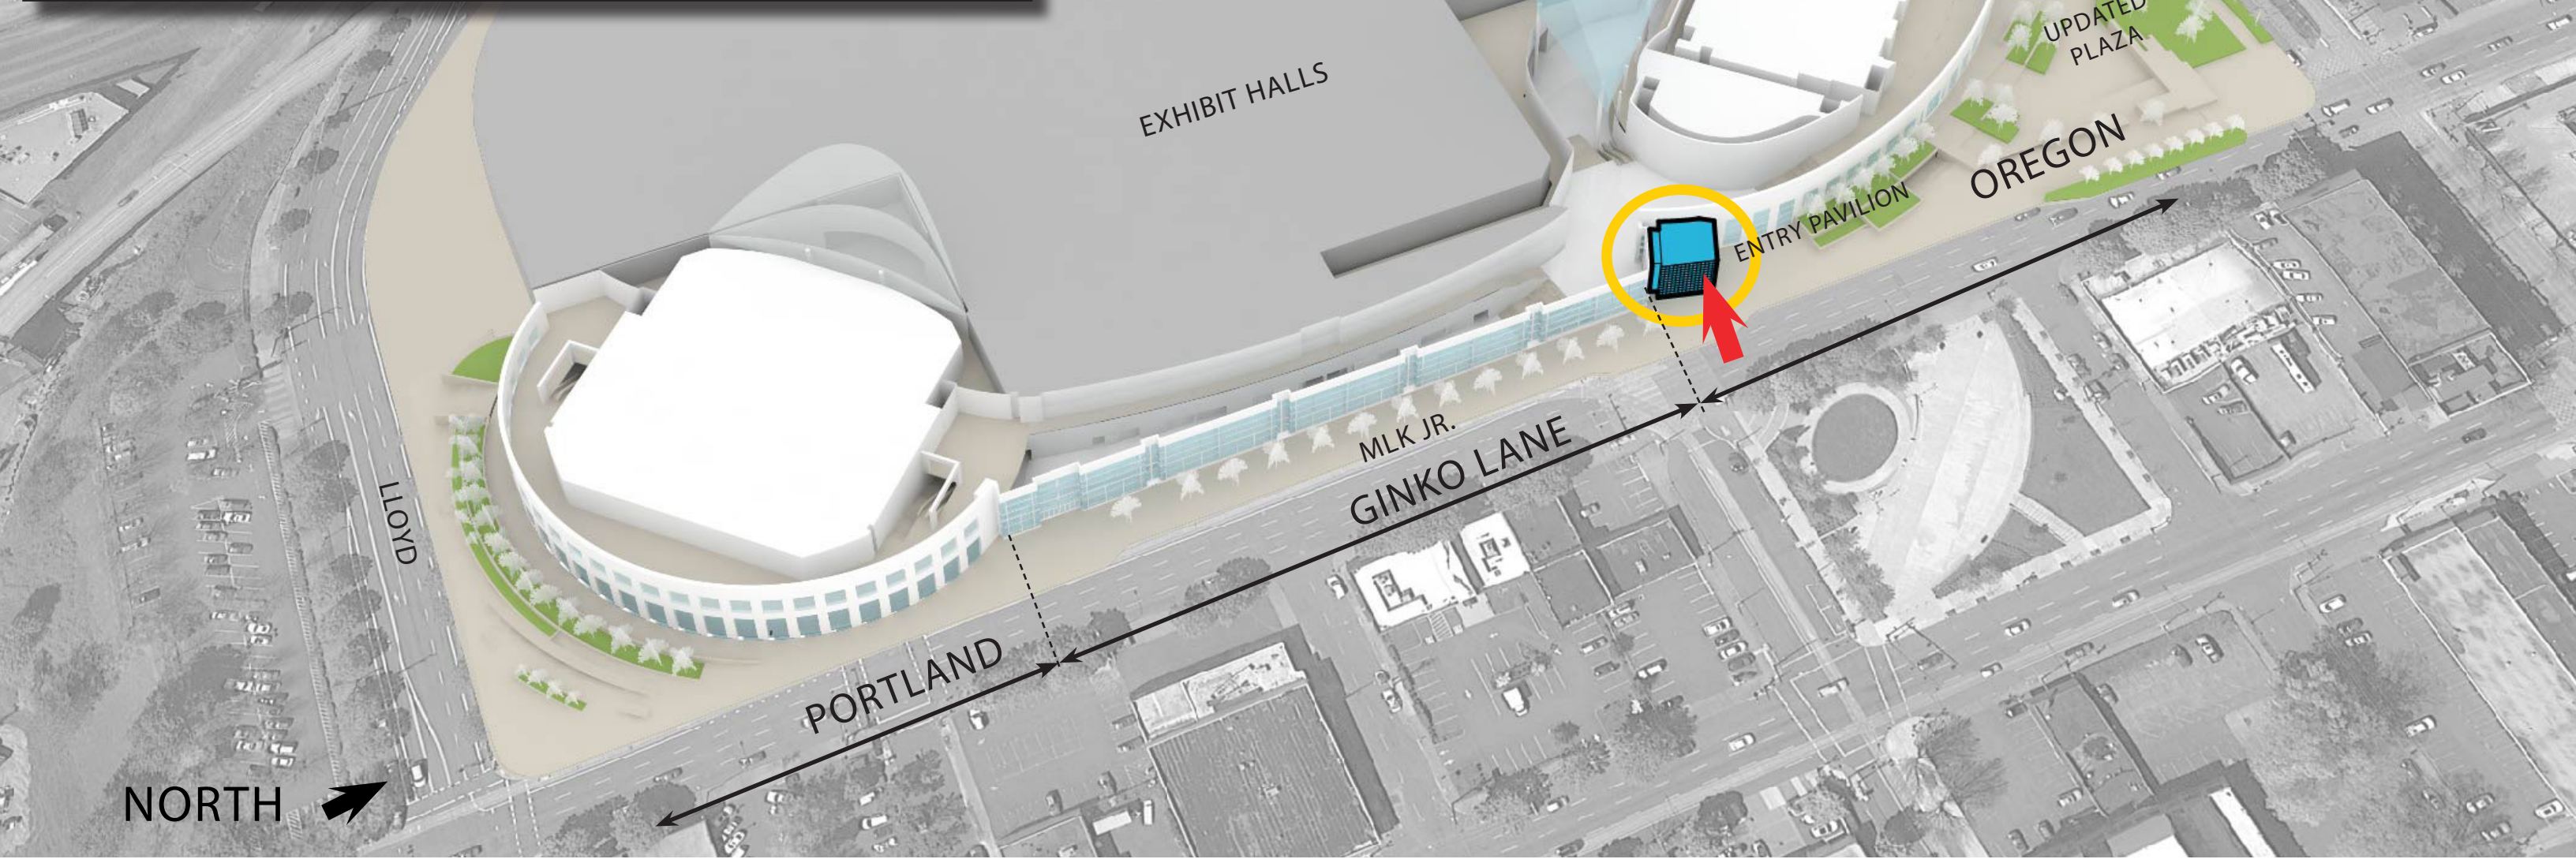 UPDATED
PLAZA
EXHIBIT HALLS
OREGON
ENTRY PAVILION
MLK JR.
GINKO LANE
LLOYD
PORTLAND
NORTH